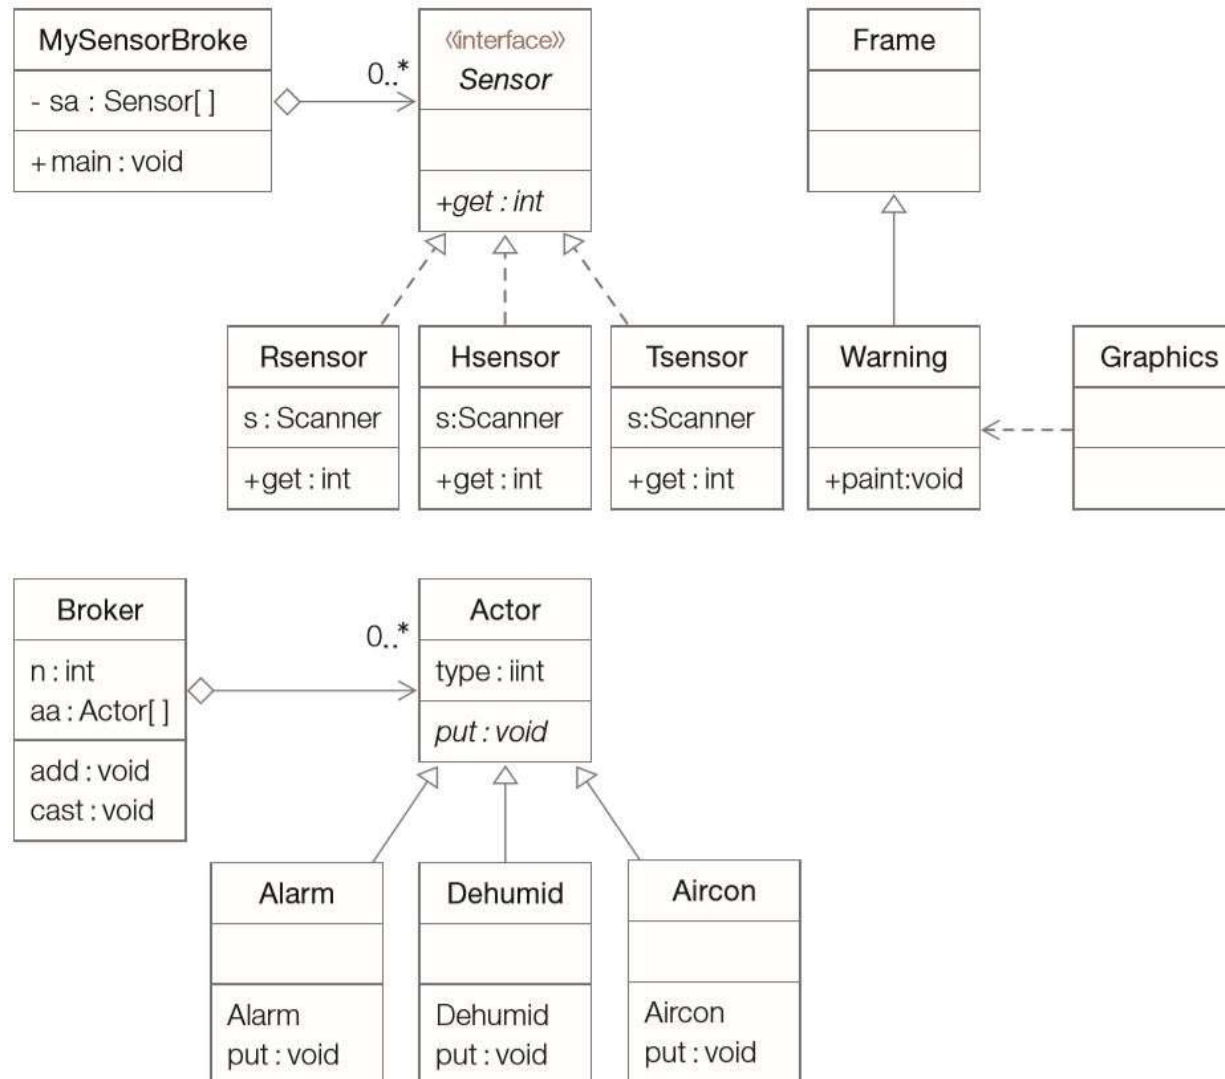 MySensorBroke
- sa : Sensor[ ]
+ main : void
0..*
«interface»
Sensor
+get : int
Frame
Rsensor
s : Scanner
+get : int
Hsensor
s:Scanner
+get : int
Tsensor
s:Scanner
+get : int
Warning
+paint:void
Graphics
Broker
n : int
aa : Actor[ ]
add : void
cast : void
0..*
Actor
type : iint
put : void
Alarm
Alarm
put : void
Dehumid
Dehumid
put : void
Aircon
Aircon
put : void